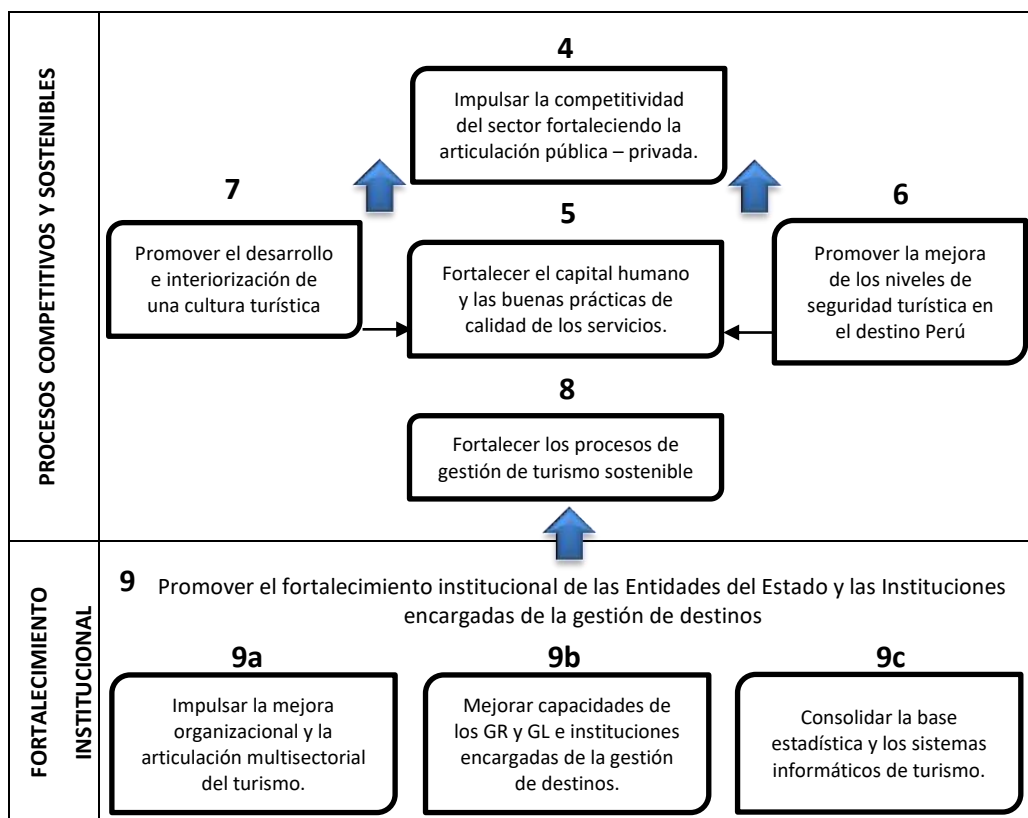 PROCESOS COMPETITIVOS Y SOSTENIBLES
4
Impulsar la competitividad
del sector fortaleciendo la
articulación pública – privada.
7
Promover el desarrollo
e interiorización de
una cultura turística
5
Fortalecer el capital humano
y las buenas prácticas de
calidad de los servicios.
6
Promover la mejora
de los niveles de
seguridad turística en
el destino Perú
8
Fortalecer los procesos de
gestión de turismo sostenible
FORTALECIMIENTO
INSTITUCIONAL
9 Promover el fortalecimiento institucional de las Entidades del Estado y las Instituciones
encargadas de la gestión de destinos
9a
Impulsar la mejora
organizacional y la
articulación multisectorial
del turismo.
9b
Mejorar capacidades de
los GR y GL e instituciones
encargadas de la gestión
de destinos.
9c
Consolidar la base
estadística y los sistemas
informáticos de turismo.